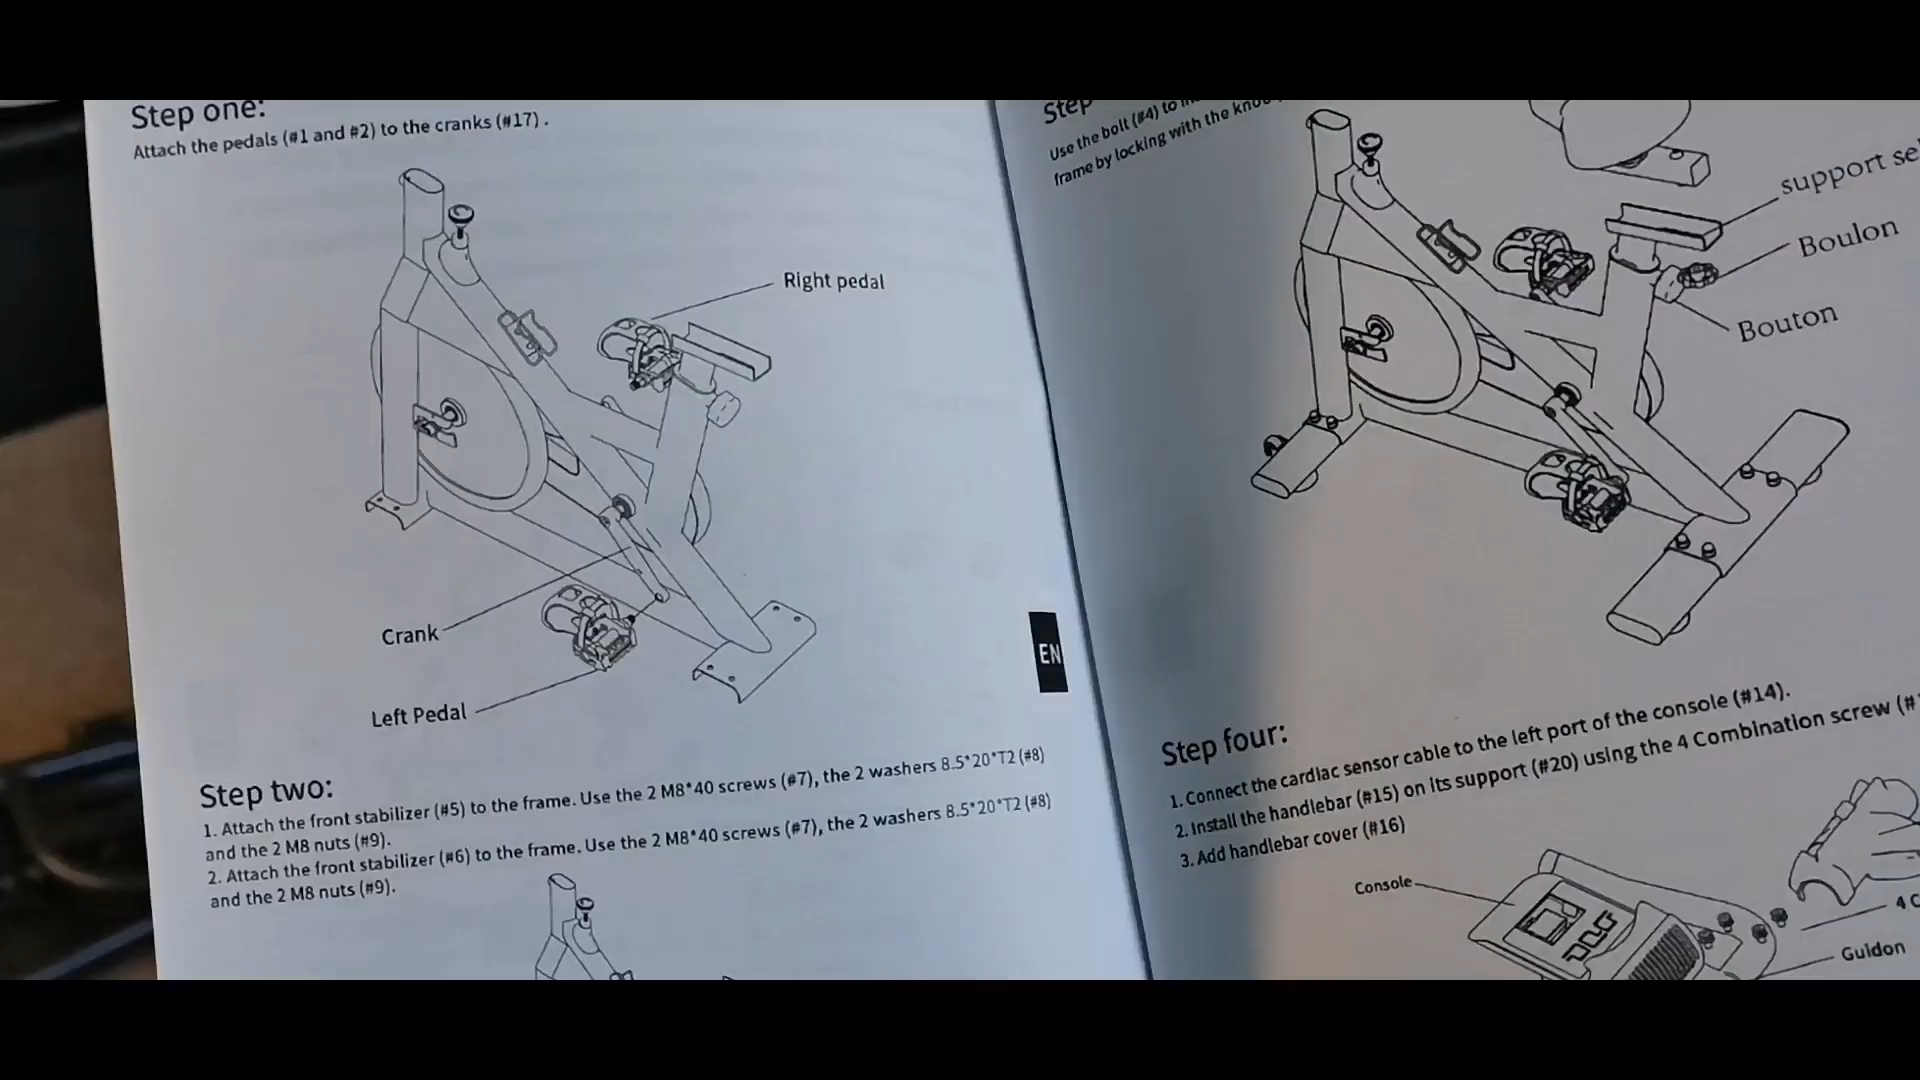 Step one:
Attach the pedals (#1 and #2) to the cranks (#17) .
Right pedal
Crank
Left Pedal
Step two:
1. Attach the front stabilizer (#5) to the frame. Use the 2 M8*40 screws (#7), the 2 washers 8.5*20*T2 (#8)
and the 2 M8 nuts (#9).
2. Attach the front stabilizer (#6) to the frame. Use the 2 M8*40 screws (#7), the 2 washers 8.5*20*T2 (#8)
and the 2 M8 nuts (#9).
EN
Step
Use the bolt (#4) to
frame by locking with the
support
Boulon
Bouton
Step four:
1. Connect the cardiac sensor cable to the left port of the console (#14).
2. Install the handlebar (#15) on its support (#20) using the 4 Combination screw (#
3. Add handlebar cover (#16)
Console
4
Guidon